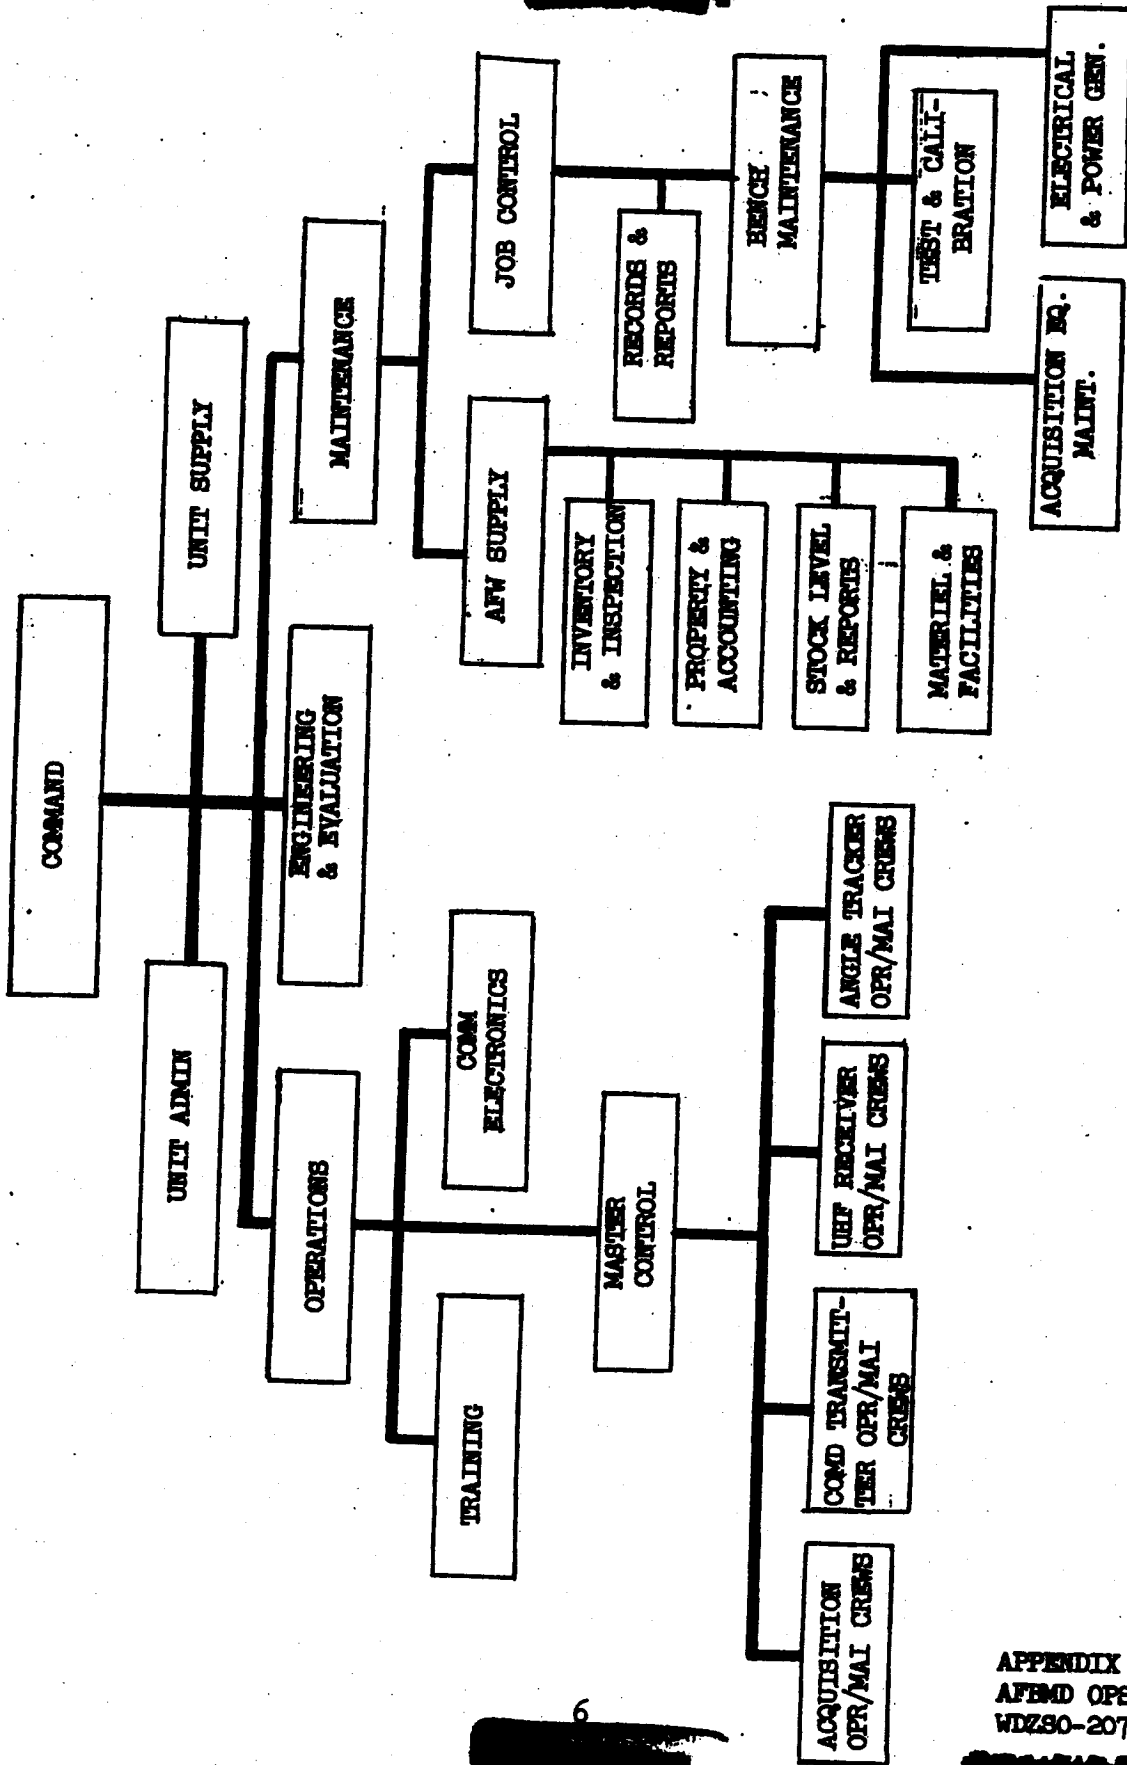 COMMAND
UNIT ADMIN
UNIT SUPPLY
OPERATIONS
ENGINEERING
& EVALUATION
MAINTENANCE
TRAINING
COMM
ELECTRONICS
AFW SUPPLY
JOB CONTROL
MASTER
CONTROL
INVENTORY
& INSPECTION
PROPERTY &
ACCOUNTING
STOCK LEVEL
& REPORTS
MATERIEL &
FACILITIES
RECORDS &
REPORTS
BENCH
MAINTENANCE
ACQUISITION
OPR/MAI CREWS
COMD TRANSMIT-
TER OPR/MAI
CREWS
UHF RECEIVER
OPR/MAI CREWS
ANGLE TRACKER
OPR/MAI CREWS
TEST & CALI-
BRATION
ACQUISITION EQ.
MAINT.
ELECTRICAL
& POWER GEN.
6
APPENDIX
AFBMD OPS
WDZSO-207